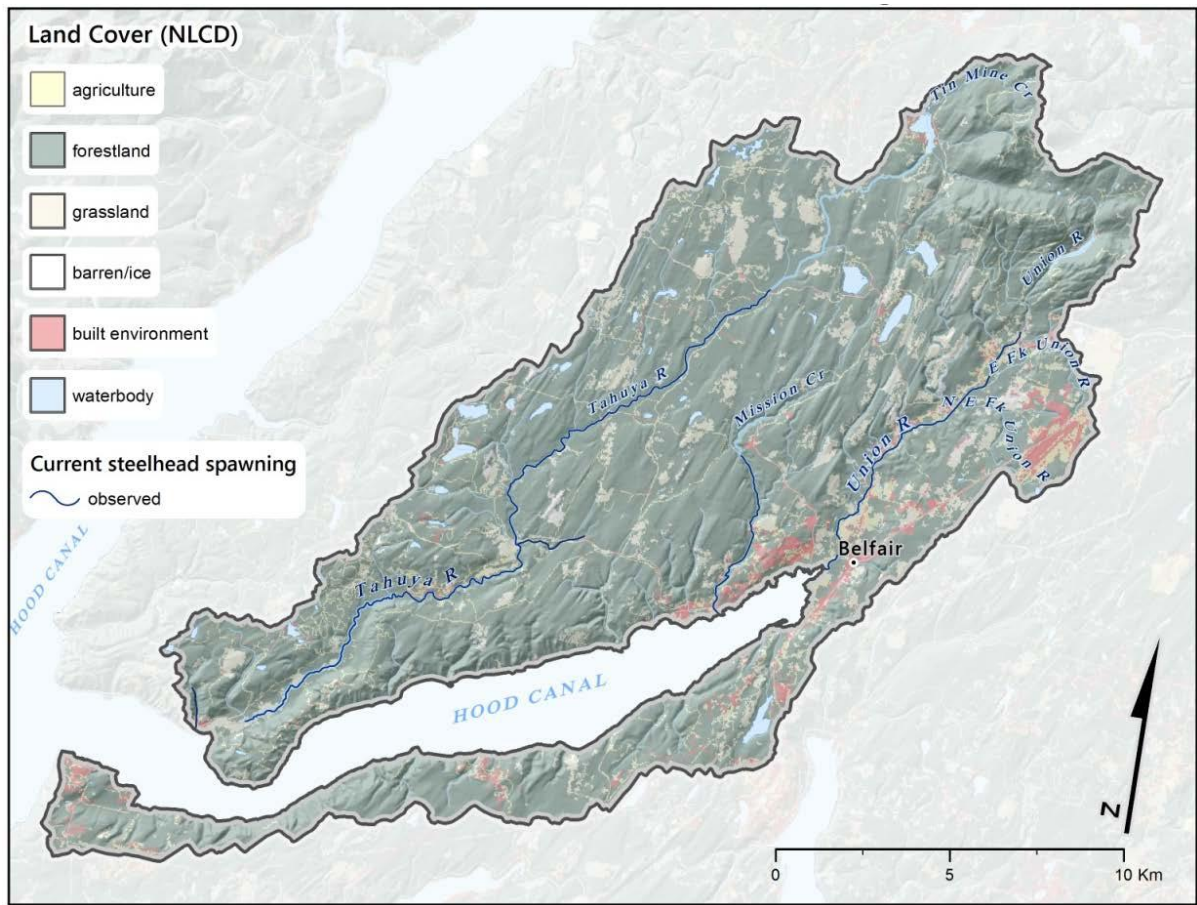 Land Cover (NLCD)
agriculture
forestland
grassland
barren/ice
built environment
waterbody
Current steelhead spawning
observed
Tin Mine Cr
Union R
Tahuya R
Mission Cr
E Fk Union R
N E Fk Union R
Union R
Belfair
Tahuya R
HOOD CANAL
HOOD CANAL
N
0 5 10 Km